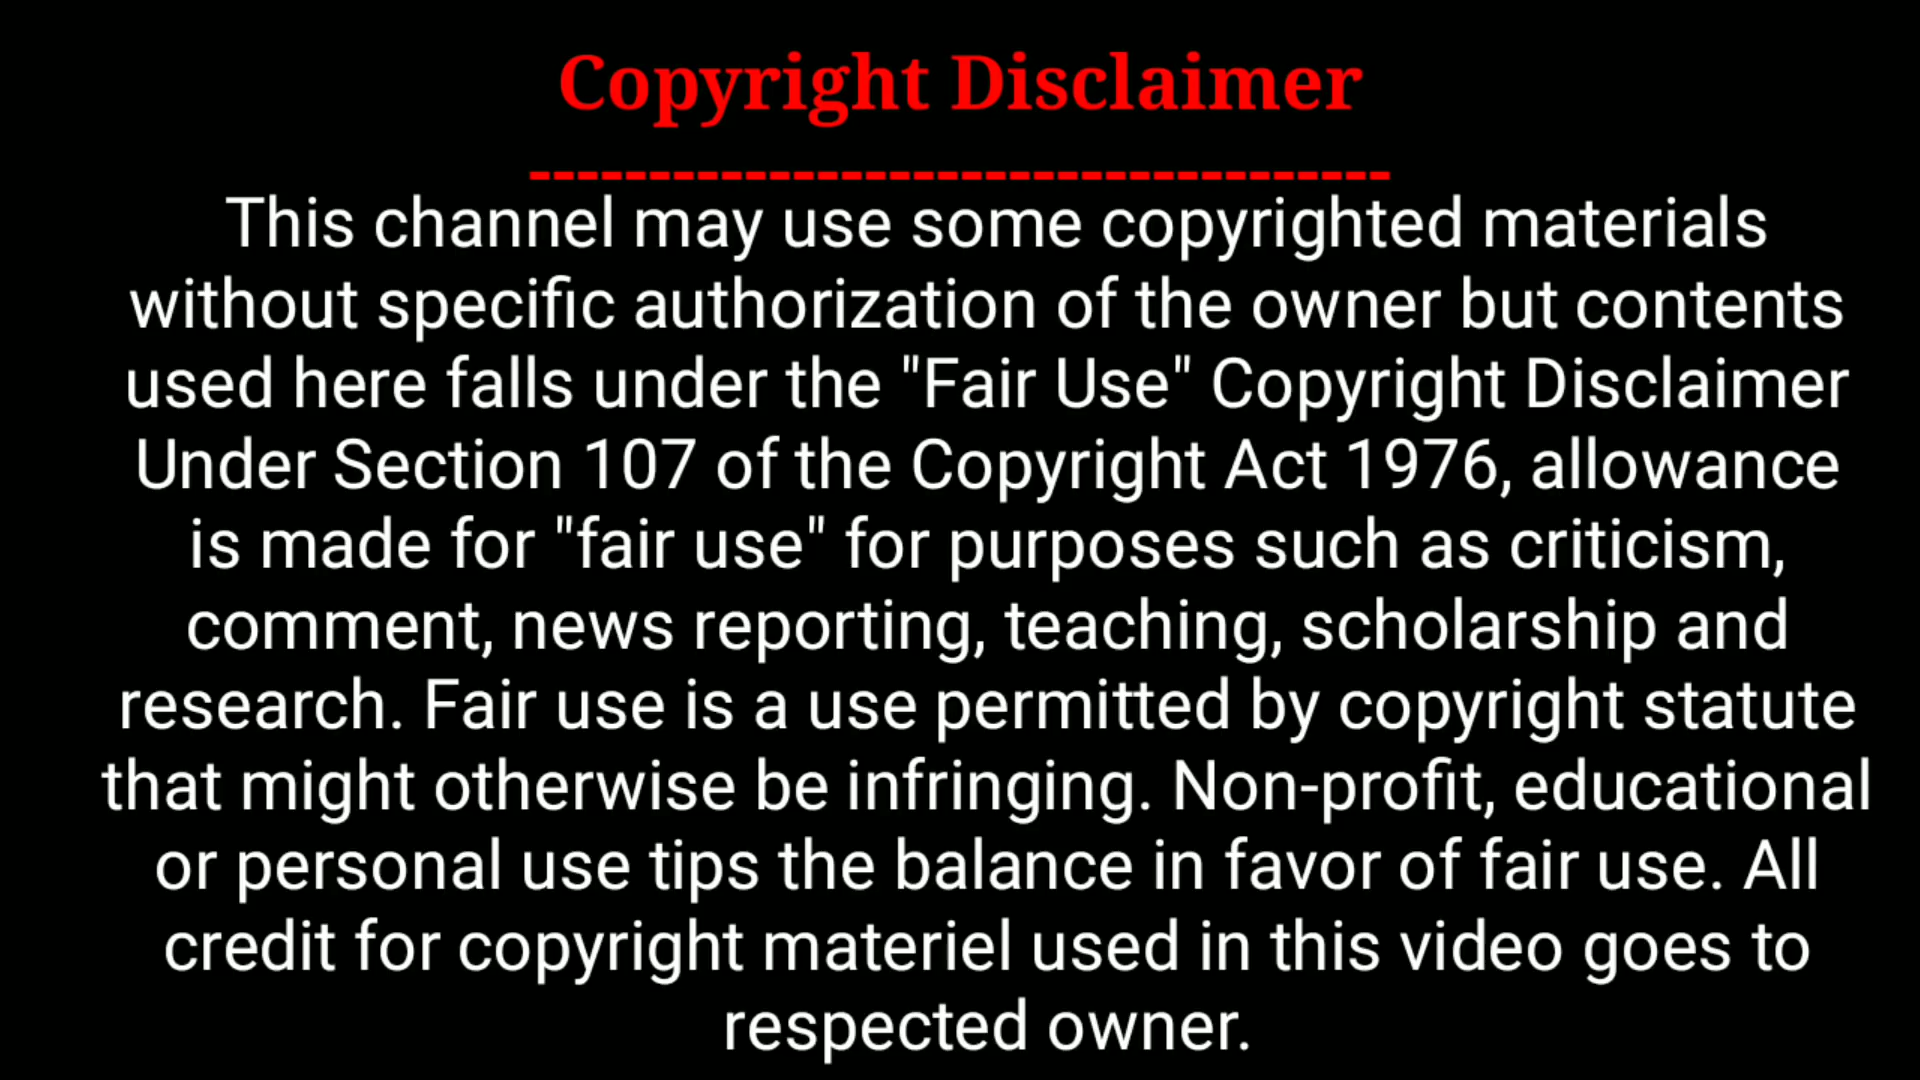 Copyright Disclaimer
------------------------------------
This channel may use some copyrighted materials
without specific authorization of the owner but contents
used here falls under the "Fair Use" Copyright Disclaimer
Under Section 107 of the Copyright Act 1976, allowance
is made for "fair use" for purposes such as criticism,
comment, news reporting, teaching, scholarship and
research. Fair use is a use permitted by copyright statute
that might otherwise be infringing. Non-profit, educational
or personal use tips the balance in favor of fair use. All
credit for copyright materiel used in this video goes to
respected owner.